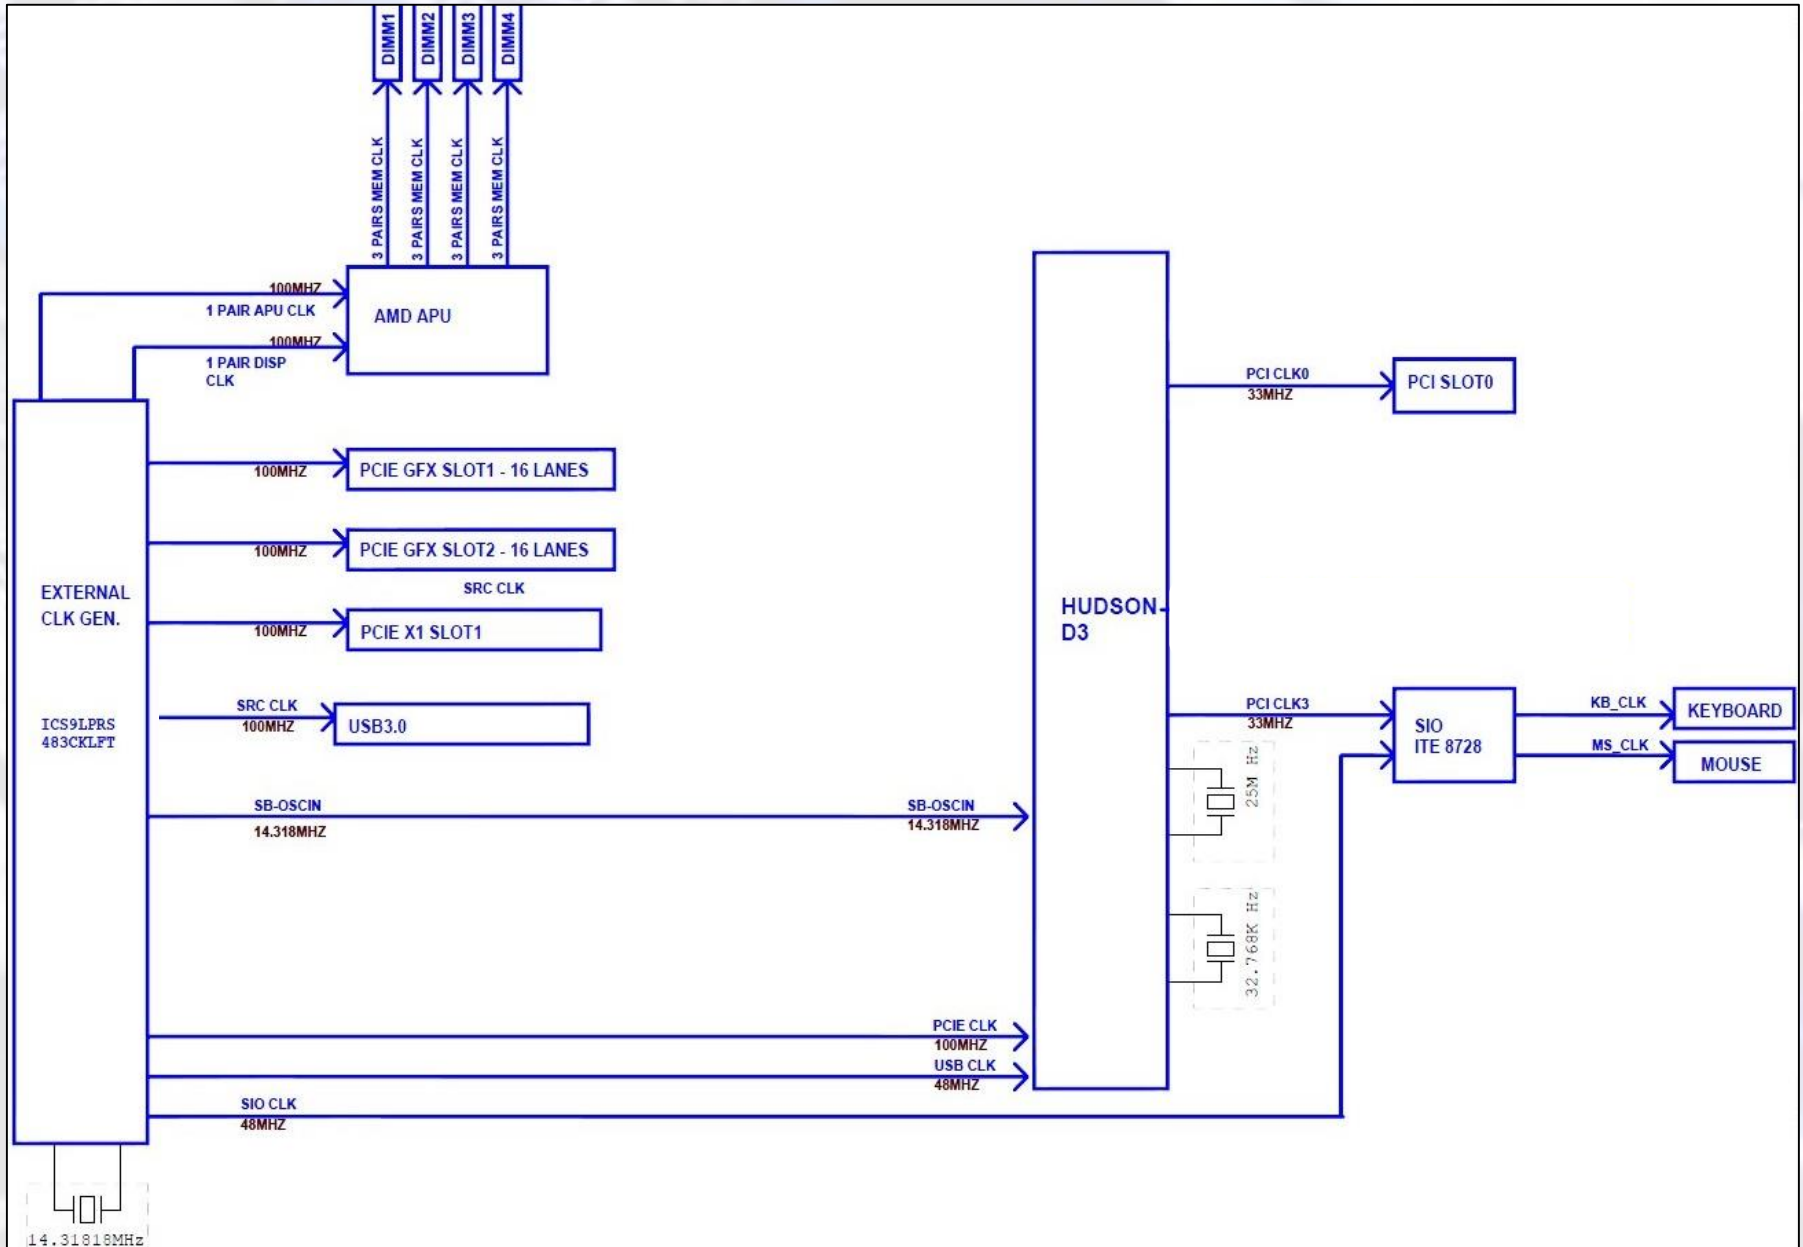 DIMM1
DIMM2
DIMM3
DIMM4
3 PAIRS MEM CLK
3 PAIRS MEM CLK
3 PAIRS MEM CLK
3 PAIRS MEM CLK
100MHZ
1 PAIR APU CLK
AMD APU
100MHZ
1 PAIR DISP
CLK
PCI CLK0
33MHZ
PCI SLOT0
100MHZ
PCIE GFX SLOT1 - 16 LANES
100MHZ
PCIE GFX SLOT2 - 16 LANES
SRC CLK
EXTERNAL
CLK GEN.
100MHZ
PCIE X1 SLOT1
HUDSON-
D3
ICS9LPRS
483CKLFT
SRC CLK
100MHZ
USB3.0
PCI CLK3
33MHZ
SIO
ITE 8728
KB_CLK
KEYBOARD
MS_CLK
MOUSE
25M Hz
SB-OSCIN
14.318MHZ
SB-OSCIN
14.318MHZ
32.768K Hz
PCIE CLK
100MHZ
USB CLK
48MHZ
SIO CLK
48MHZ
14.31818MHz